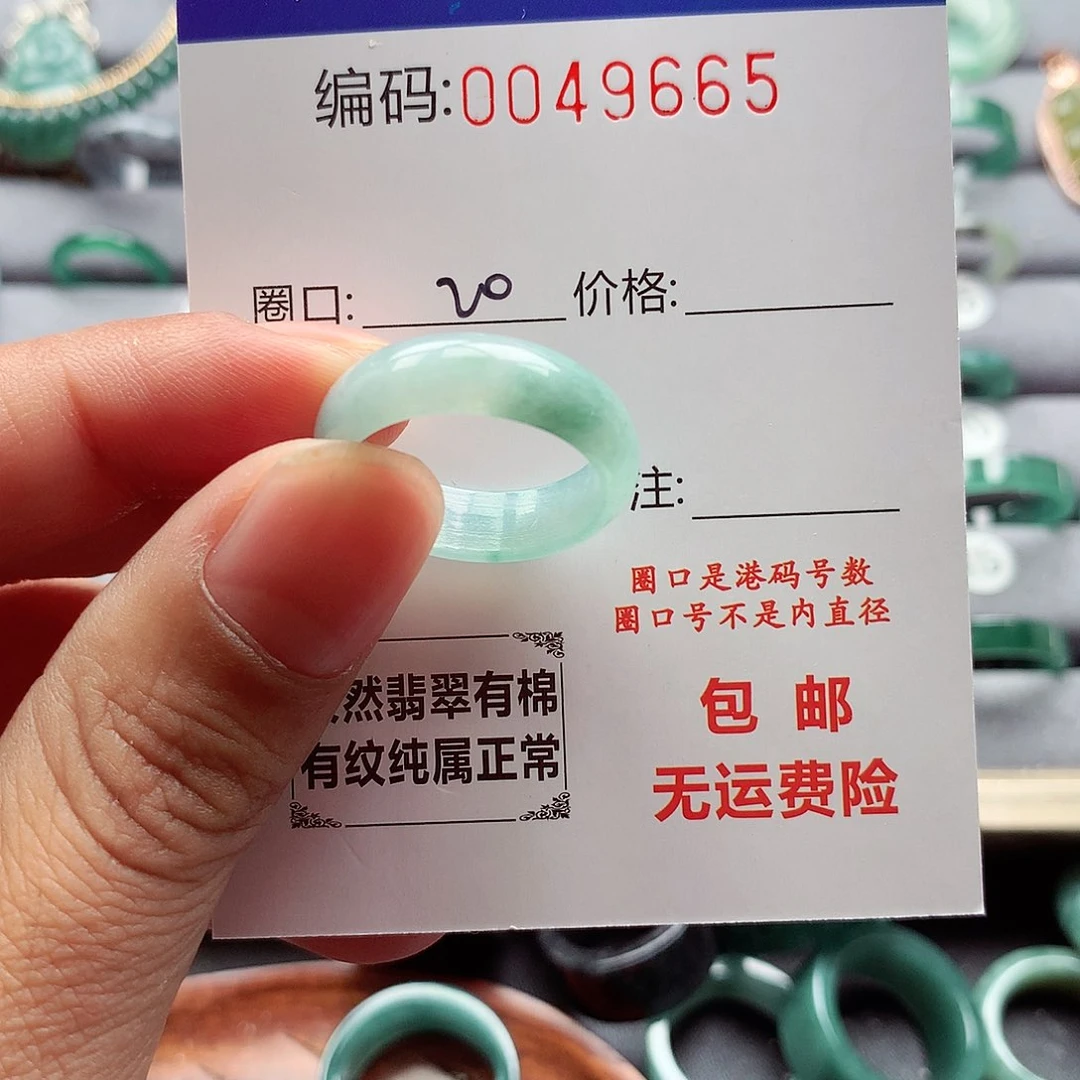 编码:0049665
圈口: 20 价格:
注:
圈口是港码号数
圈口号不是内直径
然翡翠有棉
有纹纯属正常
包邮
无运费险